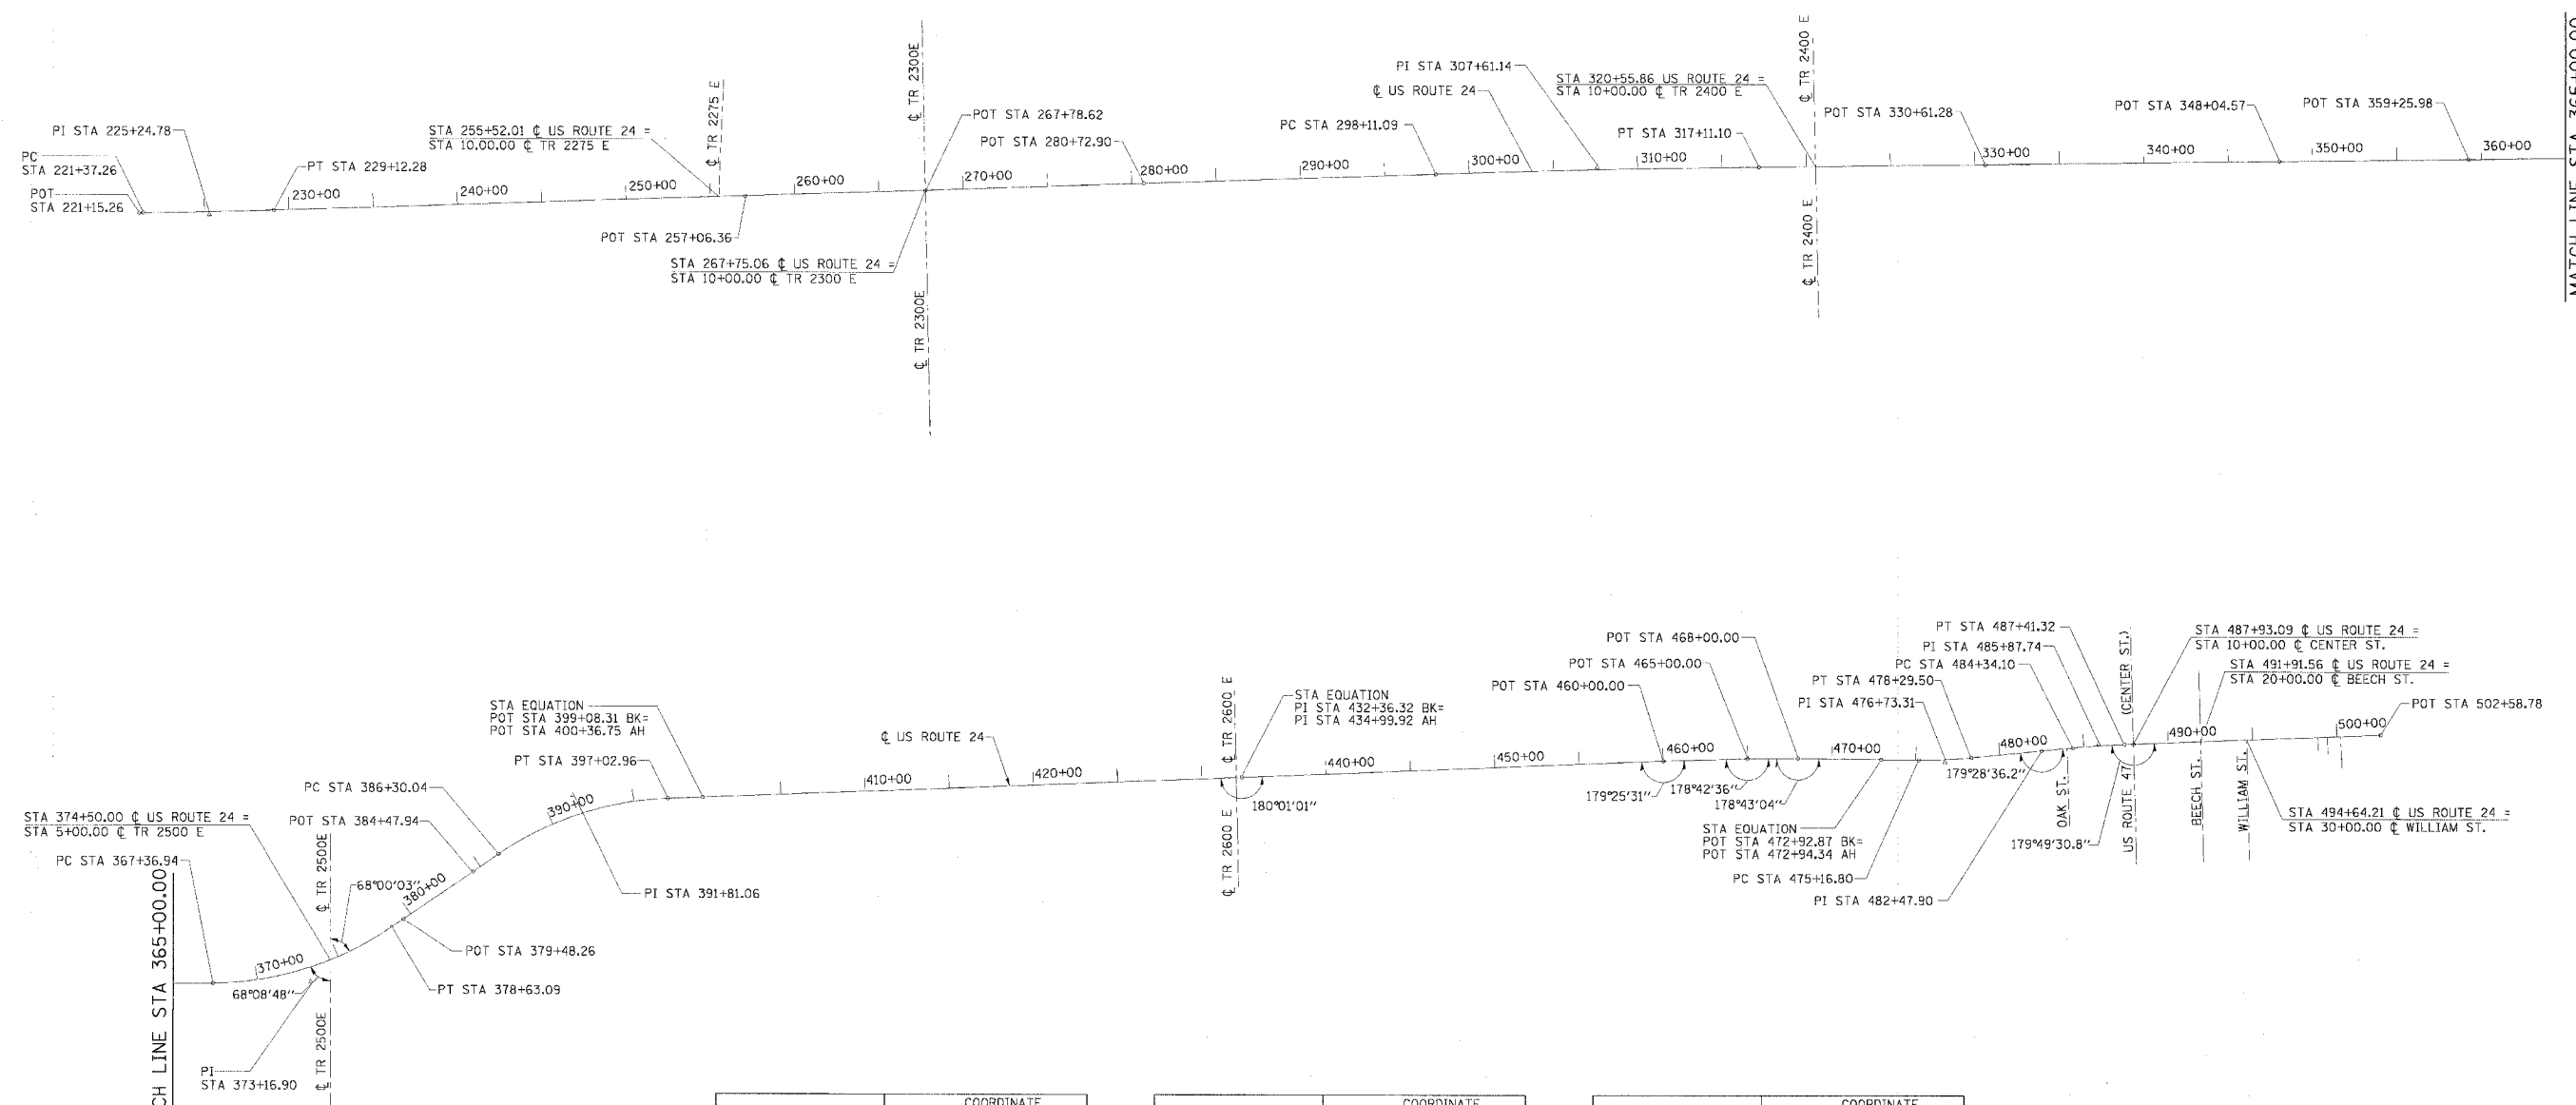 PI STA 225+24.78
PC
STA 221+37.26
POT
STA 221+15.26
PT STA 229+12.28
230+00
240+00
STA 255+52.01 ℄ US ROUTE 24 =
STA 10.00.00 ℄ TR 2275 E
250+00
℄ TR 2275 E
POT STA 257+06.36
260+00
STA 267+75.06 ℄ US ROUTE 24 =
STA 10+00.00 ℄ TR 2300 E
℄ TR 2300E
℄ TR 2300E
POT STA 267+78.62
270+00
POT STA 280+72.90
280+00
290+00
PC STA 298+11.09
300+00
℄ US ROUTE 24
PI STA 307+61.14
310+00
PT STA 317+11.10
STA 320+55.86 US ROUTE 24 =
STA 10+00.00 ℄ TR 2400 E
℄ TR 2400 E
℄ TR 2400 E
POT STA 330+61.28
330+00
340+00
POT STA 348+04.57
350+00
POT STA 359+25.98
360+00
MATCH LINE STA 365+00.00
CH LINE STA 365+00.00
PC STA 367+36.94
370+00
68°08'48"
PI
STA 373+16.90
STA 374+50.00 ℄ US ROUTE 24 =
STA 5+00.00 ℄ TR 2500 E
℄ TR 2500E
℄ TR 2500E
68°00'03"
PT STA 378+63.09
POT STA 379+48.26
380+00
POT STA 384+47.94
PC STA 386+30.04
390+00
PI STA 391+81.06
PT STA 397+02.96
STA EQUATION
POT STA 399+08.31 BK=
POT STA 400+36.75 AH
410+00
℄ US ROUTE 24
420+00
℄ TR 2600 E
℄ TR 2600 E
STA EQUATION
PI STA 432+36.32 BK=
PI STA 434+99.92 AH
180°01'01"
440+00
450+00
POT STA 460+00.00
460+00
179°25'31"
POT STA 465+00.00
178°42'36"
POT STA 468+00.00
178°43'04"
470+00
STA EQUATION
POT STA 472+92.87 BK=
POT STA 472+94.34 AH
PC STA 475+16.80
PI STA 476+73.31
PT STA 478+29.50
480+00
179°28'36.2"
PI STA 482+47.90
PC STA 484+34.10
PI STA 485+87.74
PT STA 487+41.32
OAK ST.
179°49'30.8"
US ROUTE 47
(CENTER ST.)
STA 487+93.09 ℄ US ROUTE 24 =
STA 10+00.00 ℄ CENTER ST.
490+00
STA 491+91.56 ℄ US ROUTE 24 =
STA 20+00.00 ℄ BEECH ST.
BEECH ST.
WILLIAM ST.
STA 494+64.21 ℄ US ROUTE 24 =
STA 30+00.00 ℄ WILLIAM ST.
500+00
POT STA 502+58.78
COORDINATE
COORDINATE
COORDINATE